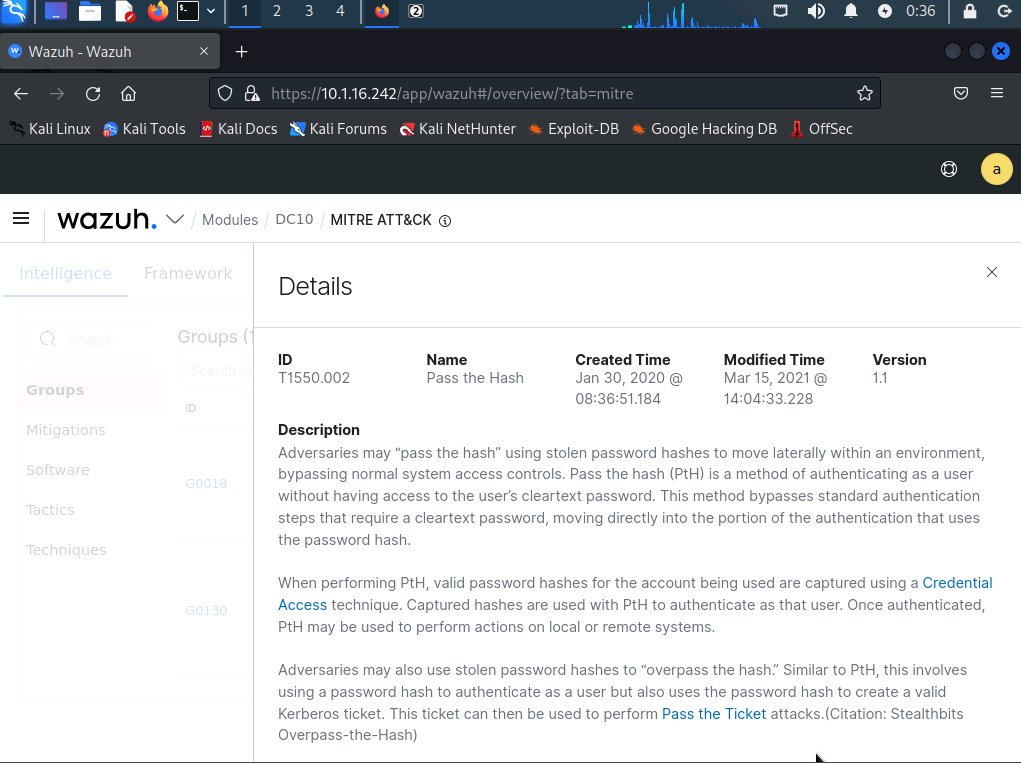 1 2 3 4 2 0:36
Wazuh - Wazuh
https://10.1.16.242/app/wazuh#/overview/?tab=mitre
Kali Linux Kali Tools Kali Docs Kali Forums Kali NetHunter Exploit-DB Google Hacking DB OffSec
a
wazuh. / Modules / DC10 / MITRE ATT&CK
Intelligence Framework
Search
Groups (1
Search in
Groups
ID
Mitigations
Software
G0018
Tactics
Techniques
G0130
Details
ID Name Created Time Modified Time Version
T1550.002 Pass the Hash Jan 30, 2020 @ Mar 15, 2021 @ 1.1
08:36:51.184 14:04:33.228
Description
Adversaries may “pass the hash” using stolen password hashes to move laterally within an environment,
bypassing normal system access controls. Pass the hash (PtH) is a method of authenticating as a user
without having access to the user’s cleartext password. This method bypasses standard authentication
steps that require a cleartext password, moving directly into the portion of the authentication that uses
the password hash.
When performing PtH, valid password hashes for the account being used are captured using a Credential
Access technique. Captured hashes are used with PtH to authenticate as that user. Once authenticated,
PtH may be used to perform actions on local or remote systems.
Adversaries may also use stolen password hashes to “overpass the hash.” Similar to PtH, this involves
using a password hash to authenticate as a user but also uses the password hash to create a valid
Kerberos ticket. This ticket can then be used to perform Pass the Ticket attacks.(Citation: Stealthbits
Overpass-the-Hash)